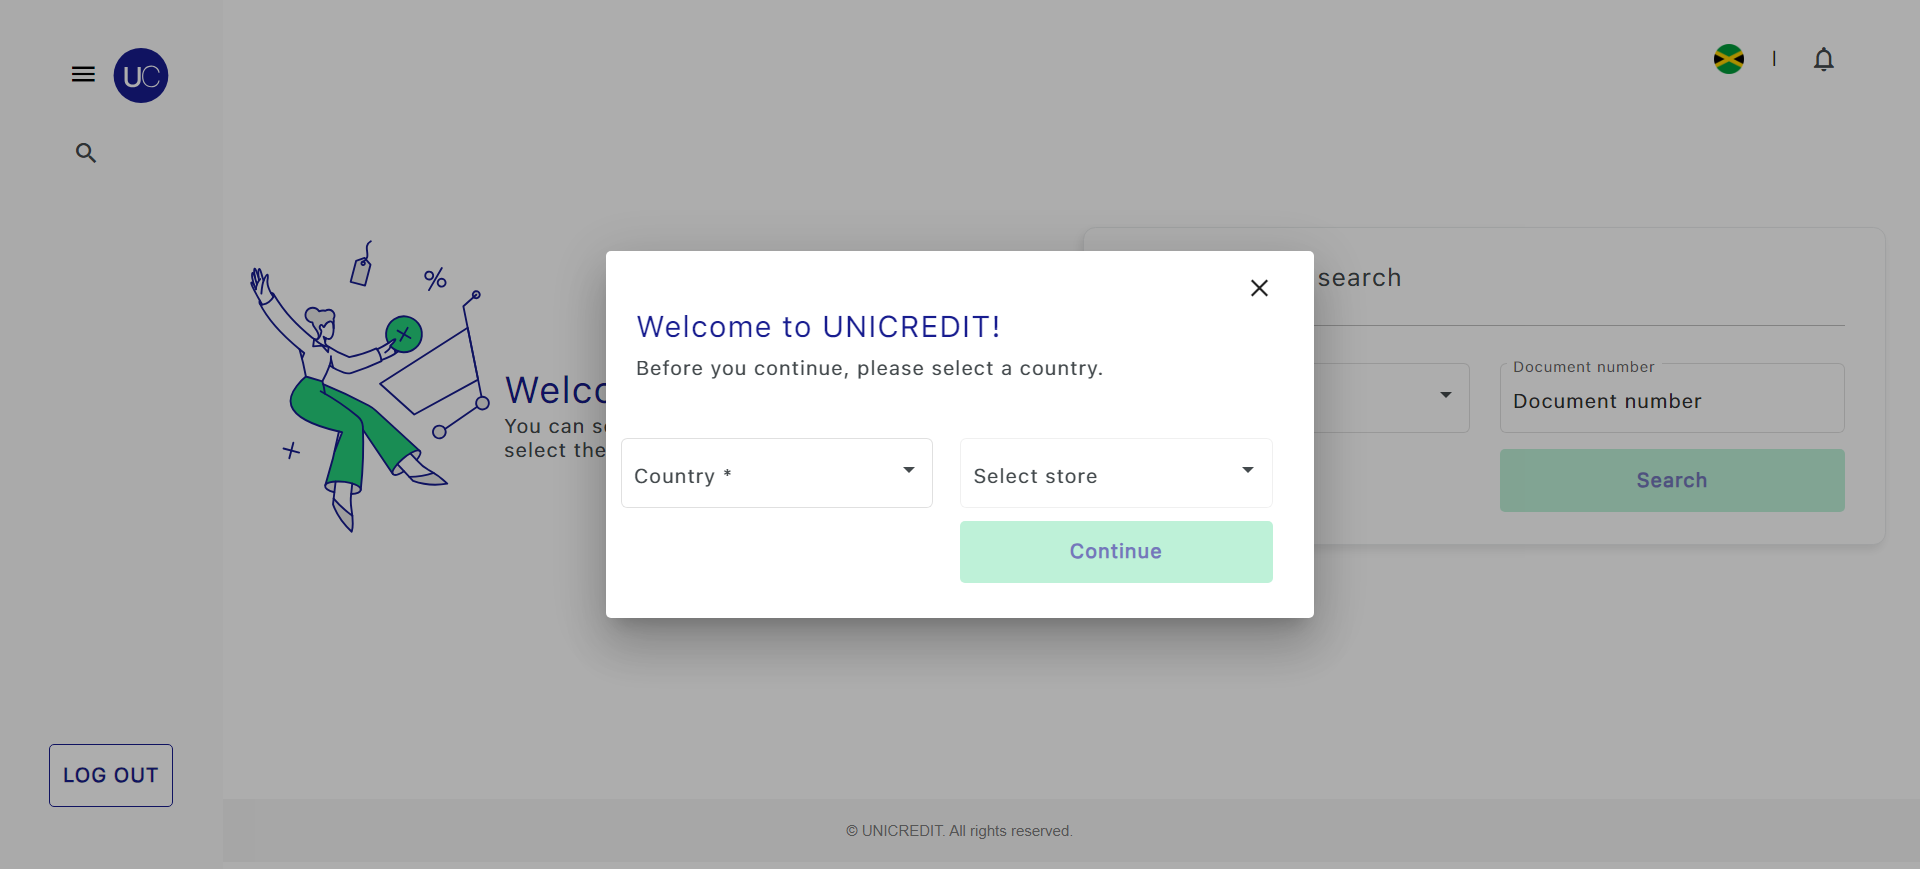 UC
search
Welcome to UNICREDIT!
Before you continue, please select a country.
Document number
Document number
Country *
Select store
You can
select the
Search
Continue
LOG OUT
© UNICREDIT. All rights reserved.